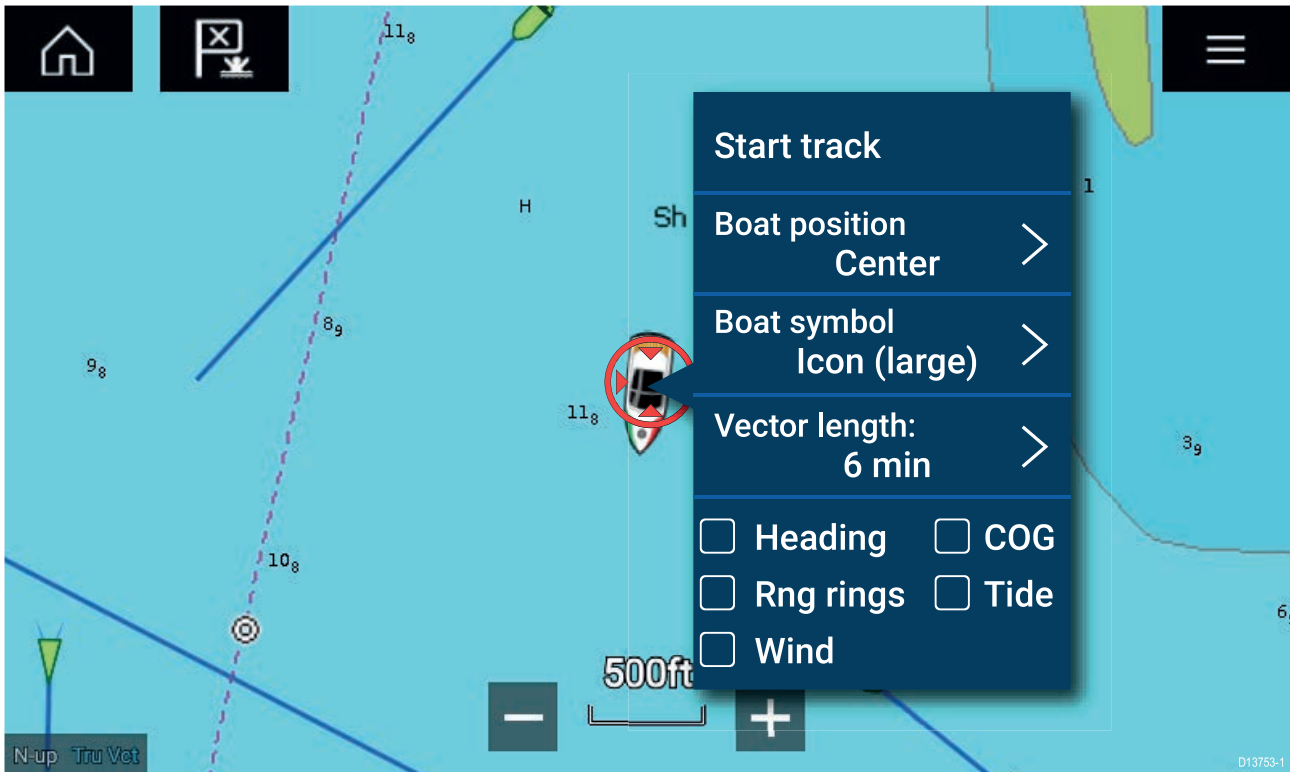 11₈
Start track
1
H
Sh
Boat position
Center
Boat symbol
Icon (large)
8₉
9₈
11₈
Vector length:
6 min
3₉
Heading
COG
10₈
Rng rings
Tide
6
Wind
500ft
N-up Tru Vct
D13753-1